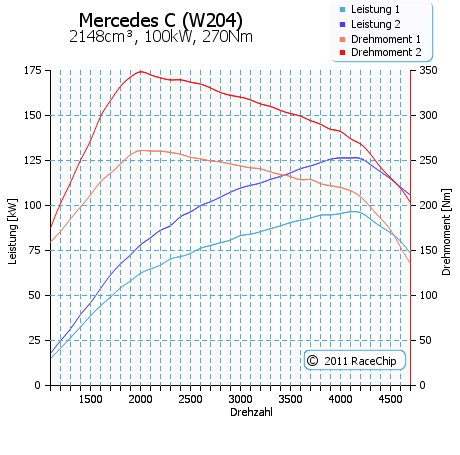 Mercedes C (W204)
2148cm³, 100kW, 270Nm
Leistung 1
Leistung 2
Drehmoment 1
Drehmoment 2
175
150
125
100
75
50
25
0
Leistung [kW]
350
300
250
200
150
100
50
0
Drehmoment [Nm]
© 2011 RaceChip
1500 2000 2500 3000 3500 4000 4500
Drehzahl